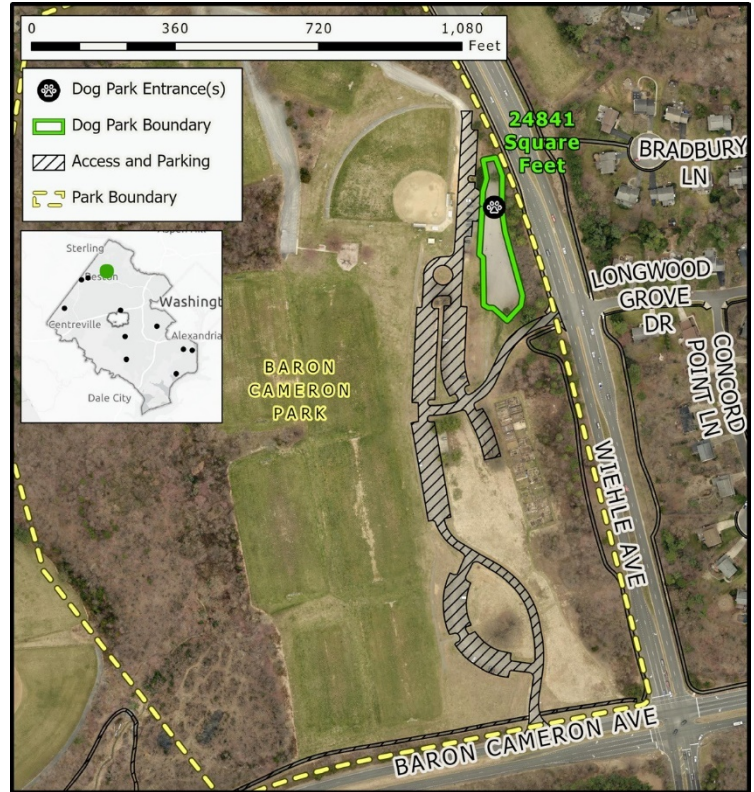 0 360 720 1,080
Feet
Dog Park Entrance(s)
Dog Park Boundary
Access and Parking
Park Boundary
Sterling
Reston
Washingt
Centreville
Alexandria
Dale City
24841
Square
Feet
BRADBURY
LN
LONGWOOD
GROVE
DR
CONCORD
POINT LN
BARON
CAMERON
PARK
WIEHLE AVE
BARON CAMERON AVE